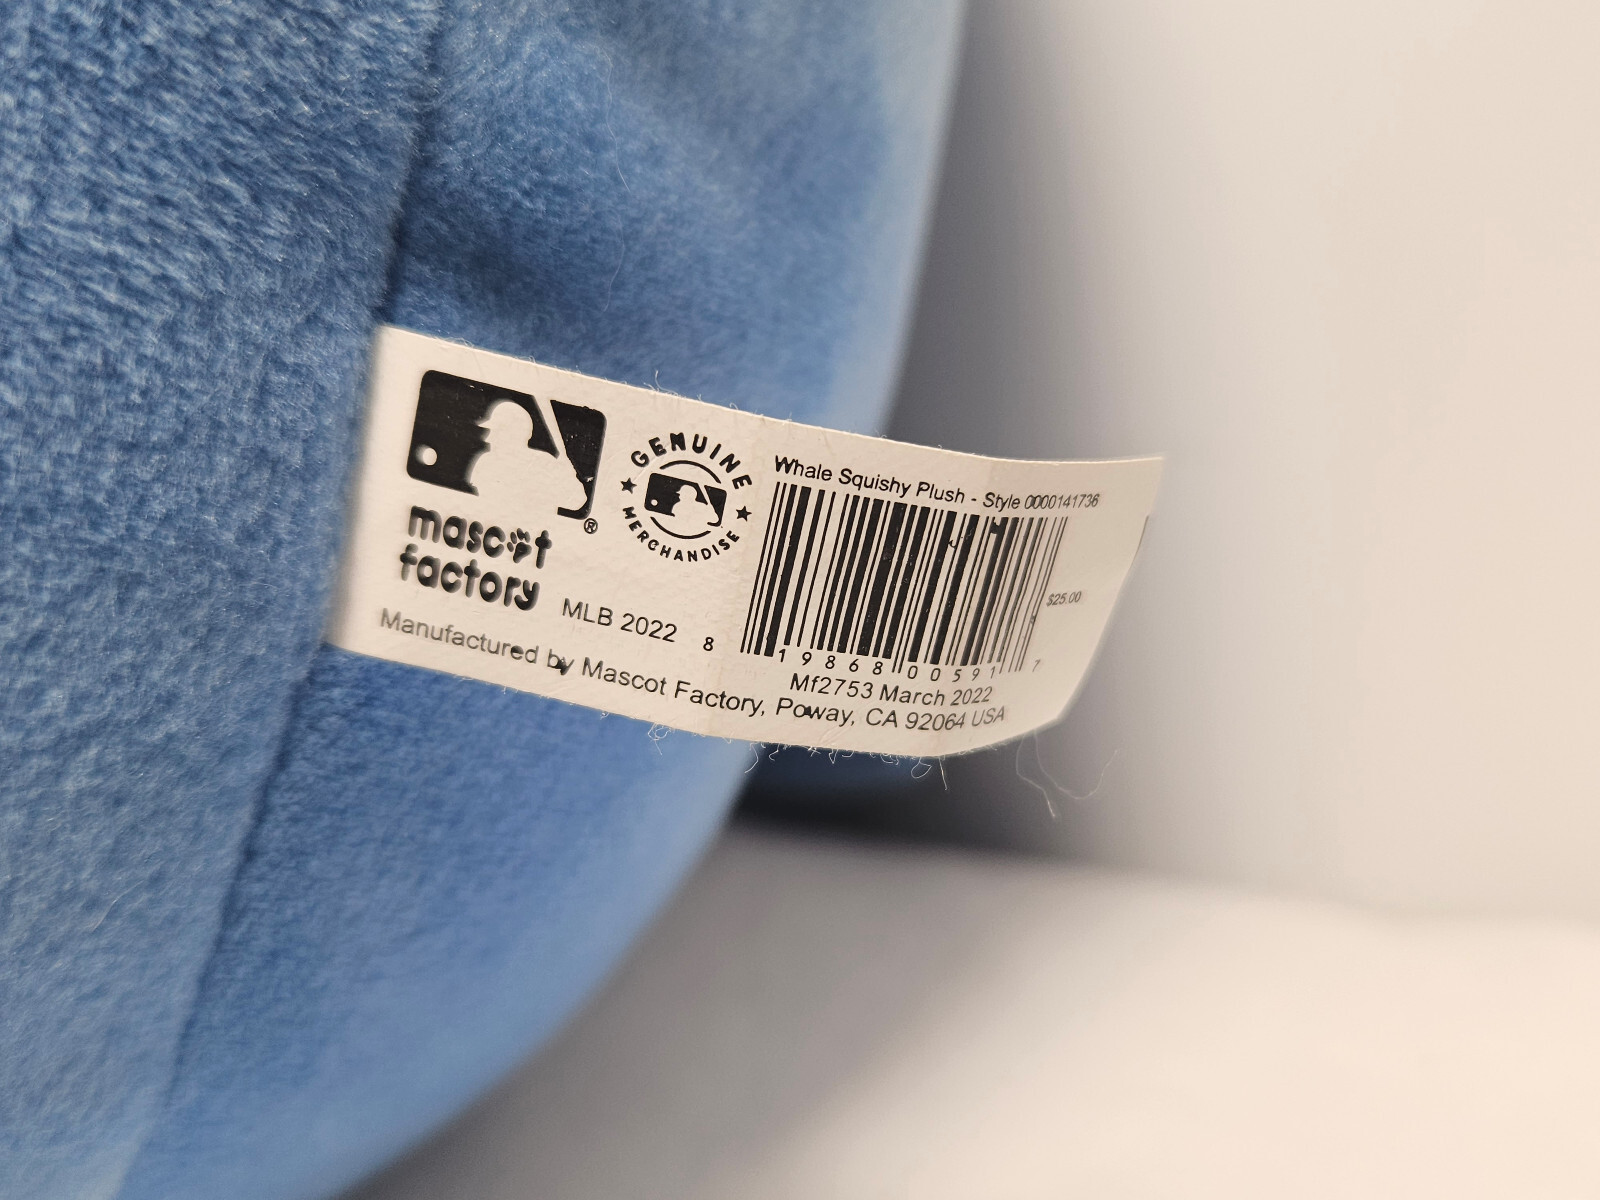 GENUINE
MERCHANDISE
mascot
factory
MLB 2022
Whale Squishy Plush - Style 0000141736
$25.00
8 19868 00591 7
Mf2753 March 2022
Manufactured by Mascot Factory, Poway, CA 92064 USA